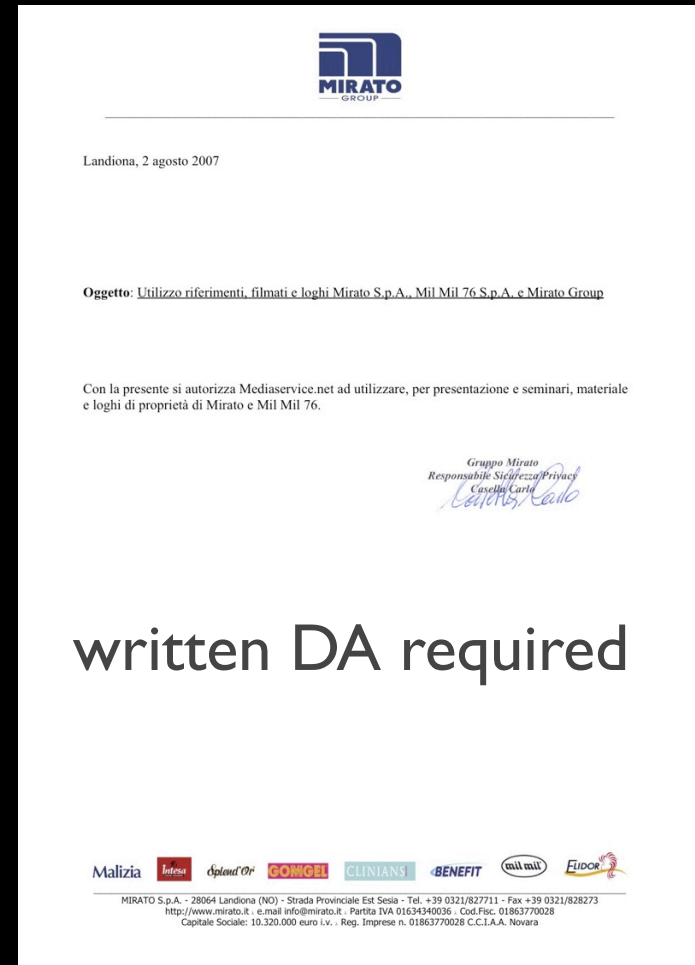 MIRATO
GROUP
Landiona, 2 agosto 2007
Oggetto: Utilizzo riferimenti, filmati e loghi Mirato S.p.A., Mil Mil 76 S.p.A. e Mirato Group
Con la presente si autorizza Mediaservice.net ad utilizzare, per presentazione e seminari, materiale
e loghi di proprietà di Mirato e Mil Mil 76.
Gruppo Mirato
Responsabile Sicurezza/Privacy
Casella Carlo
Casella Carlo
written DA required
Malizia Intesa Splend'Or GOMGEL CLINIANS BENEFIT mil mil ELIDOR
MIRATO S.p.A. - 28064 Landiona (NO) - Strada Provinciale Est Sesia - Tel. +39 0321/827711 - Fax +39 0321/828273
http://www.mirato.it - e.mail info@mirato.it - Partita IVA 01634340036 - Cod.Fisc. 01863770028
Capitale Sociale: 10.320.000 euro i.v. - Reg. Imprese n. 01863770028 C.C.I.A.A. Novara